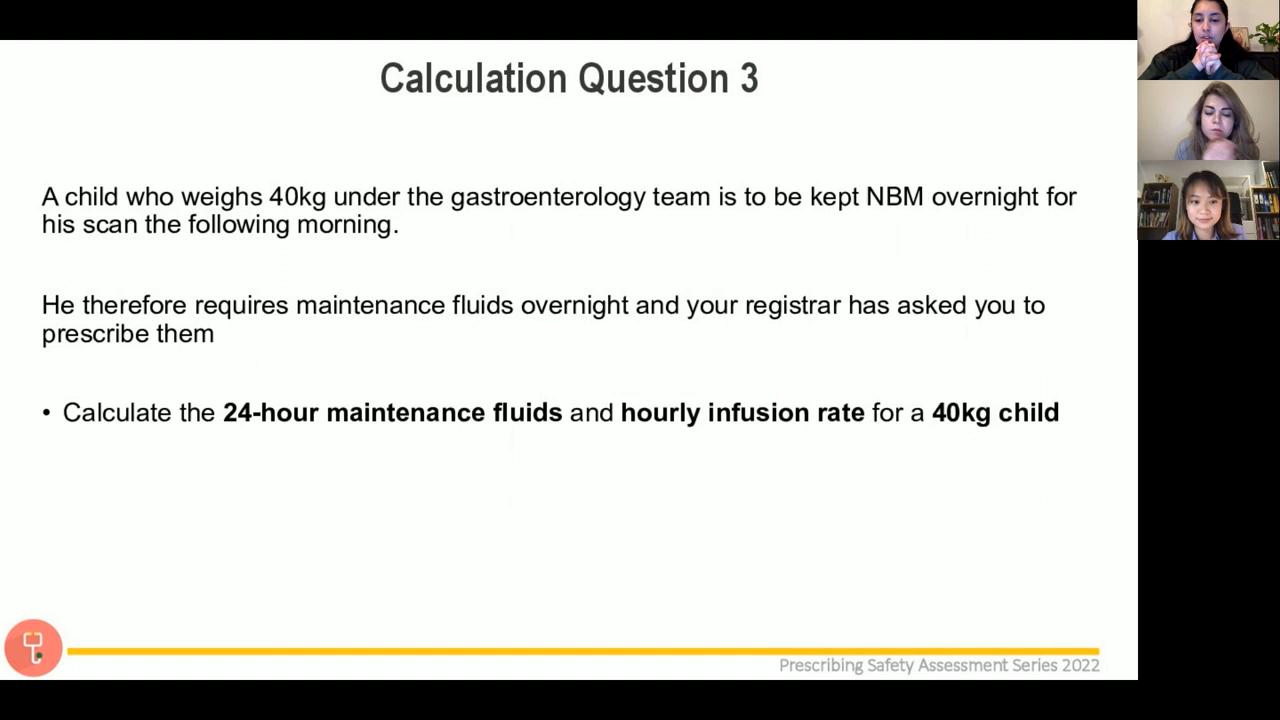 Calculation Question 3
A child who weighs 40kg under the gastroenterology team is to be kept NBM overnight for
his scan the following morning.
He therefore requires maintenance fluids overnight and your registrar has asked you to
prescribe them
• Calculate the 24-hour maintenance fluids and hourly infusion rate for a 40kg child
Prescribing Safety Assessment Series 2022